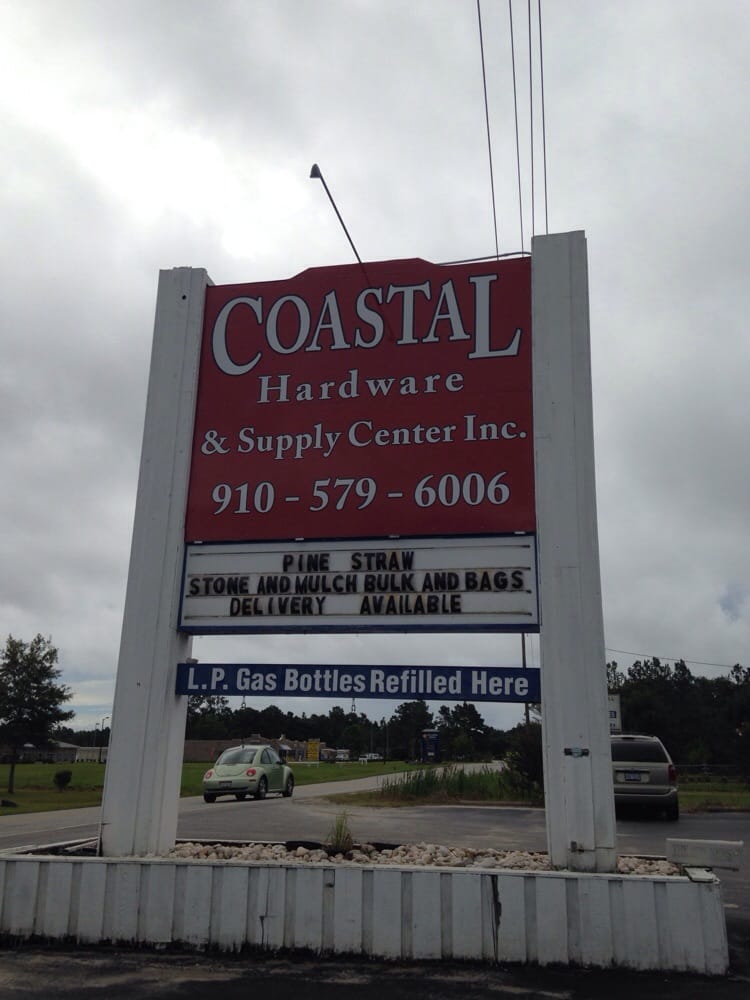 COASTAL
Hardware
& Supply Center Inc.
910 - 579 - 6006
PINE STRAW
STONE AND MULCH BULK AND BAGS
DELIVERY AVAILABLE
L.P. Gas Bottles Refilled Here